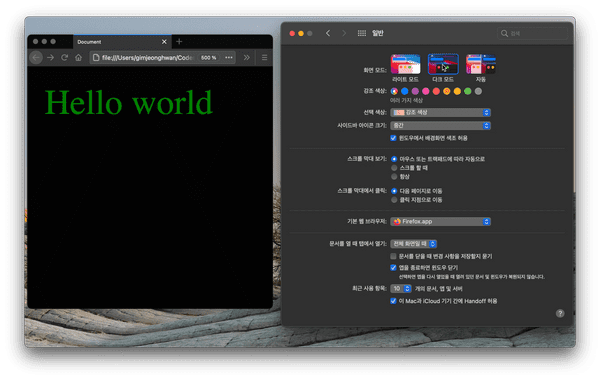 Document
file:///Users/gimjeonghwan/Code
500 %
Hello world
일반
검색
화면 모드:
라이트 모드
다크 모드
자동
강조 색상:
여러 가지 색상
선택 색상:
강조 색상
사이드바 아이콘 크기:
중간
윈도우에서 배경화면 색조 허용
스크롤 막대 보기:
마우스 또는 트랙패드에 따라 자동으로
스크롤 할 때
항상
스크롤 막대에서 클릭:
다음 페이지로 이동
클릭 지점으로 이동
기본 웹 브라우저:
Firefox.app
문서를 열 때 탭에서 열기:
전체 화면일 때
문서를 닫을 때 변경 사항을 저장할지 묻기
앱을 종료하면 윈도우 닫기
선택하면 앱을 다시 열었을 때 열려 있던 문서 및 윈도우가 복원되지 않습니다.
최근 사용 항목:
10
개의 문서, 앱 및 서버
이 Mac과 iCloud 기기 간에 Handoff 허용
?